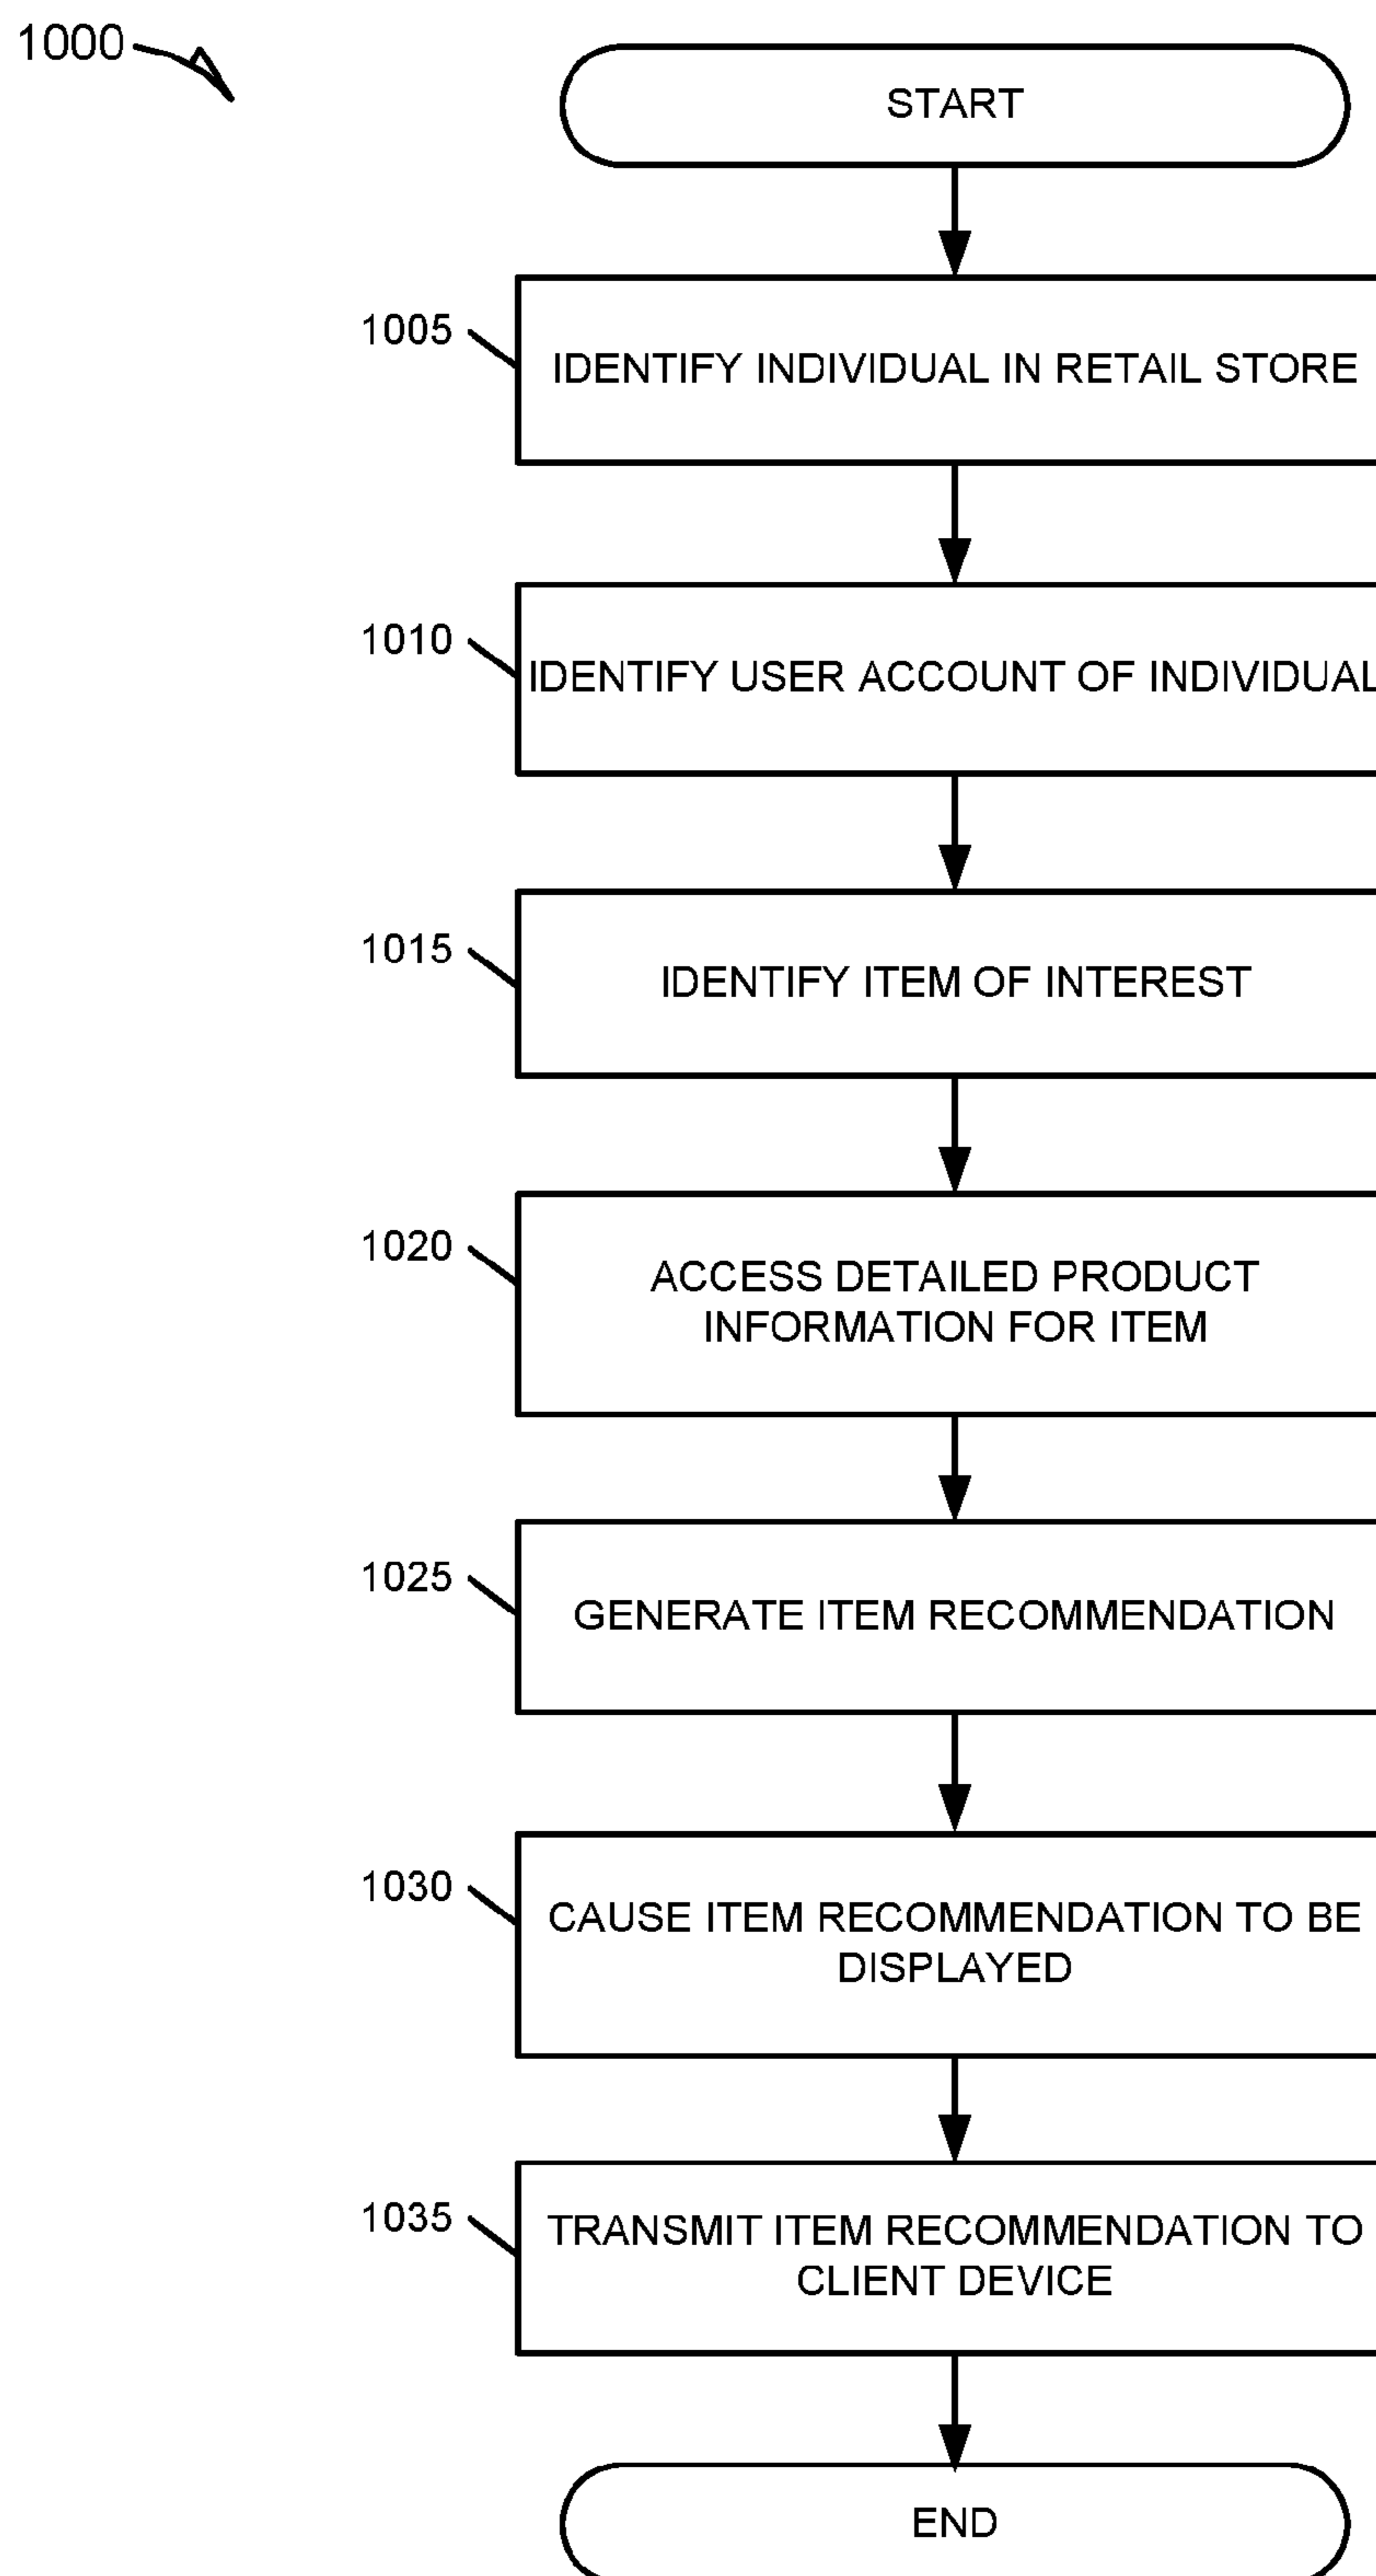 1000
START
1005
IDENTIFY INDIVIDUAL IN RETAIL STORE
1010
IDENTIFY USER ACCOUNT OF INDIVIDUAL
1015
IDENTIFY ITEM OF INTEREST
1020
ACCESS DETAILED PRODUCT
INFORMATION FOR ITEM
1025
GENERATE ITEM RECOMMENDATION
1030
CAUSE ITEM RECOMMENDATION TO BE
DISPLAYED
1035
TRANSMIT ITEM RECOMMENDATION TO
CLIENT DEVICE
END